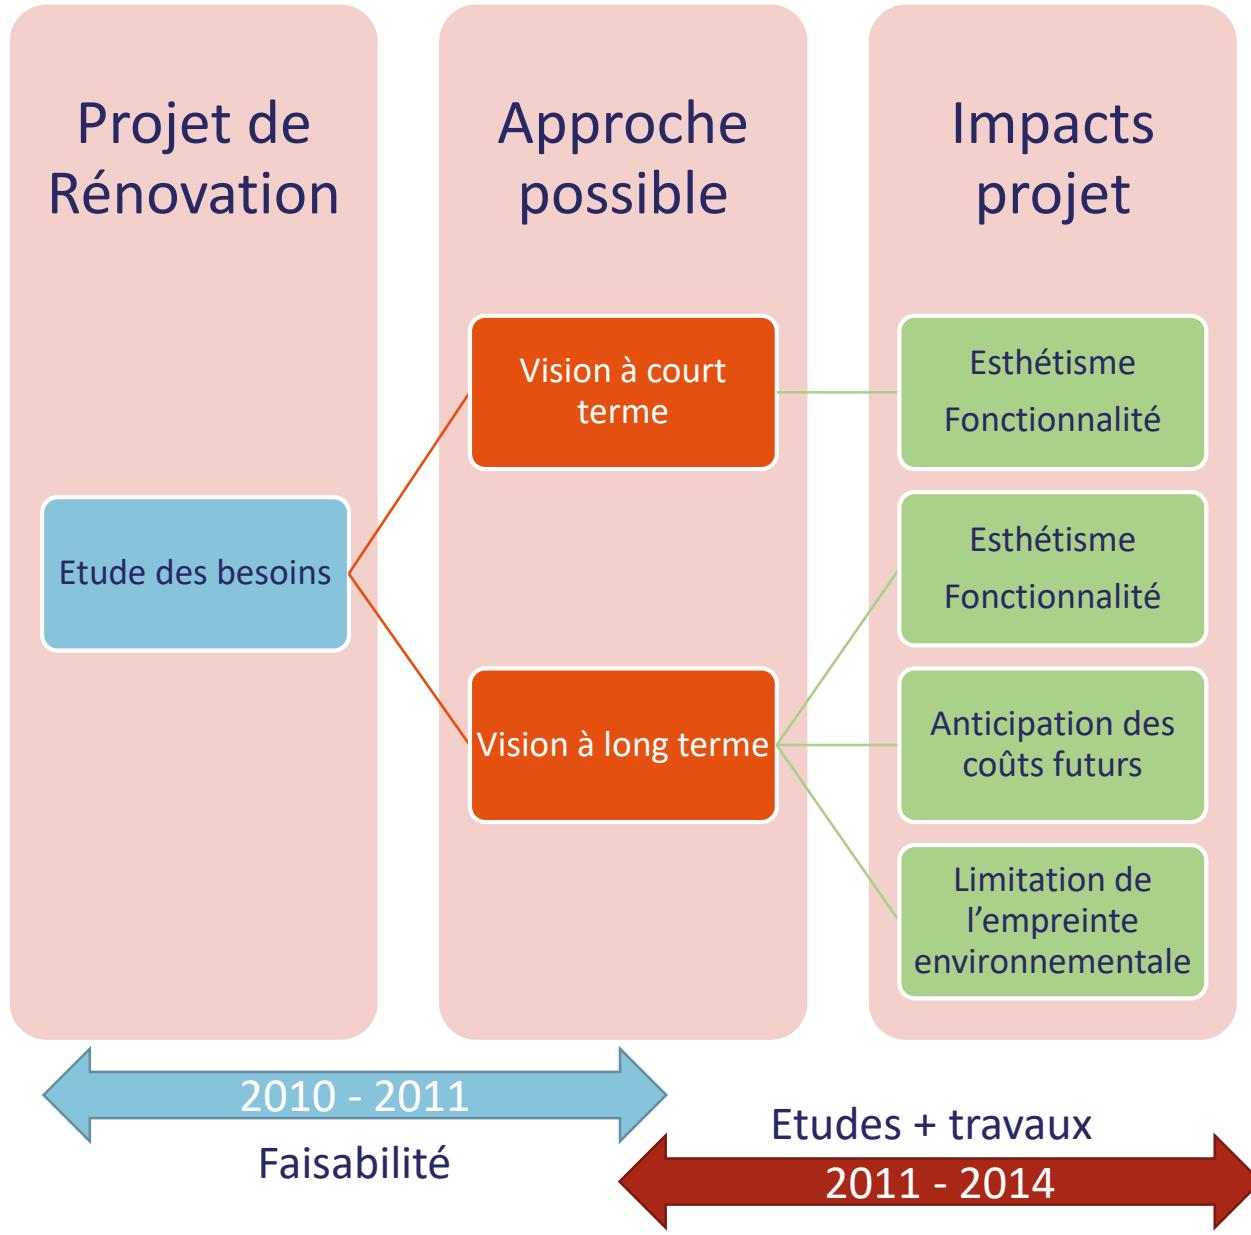 Projet de
Rénovation
Approche
possible
Impacts
projet
Etude des besoins
Vision à court
terme
Vision à long terme
Esthétisme
Fonctionnalité
Esthétisme
Fonctionnalité
Anticipation des
coûts futurs
Limitation de
l’empreinte
environnementale
2010 - 2011
Faisabilité
Etudes + travaux
2011 - 2014